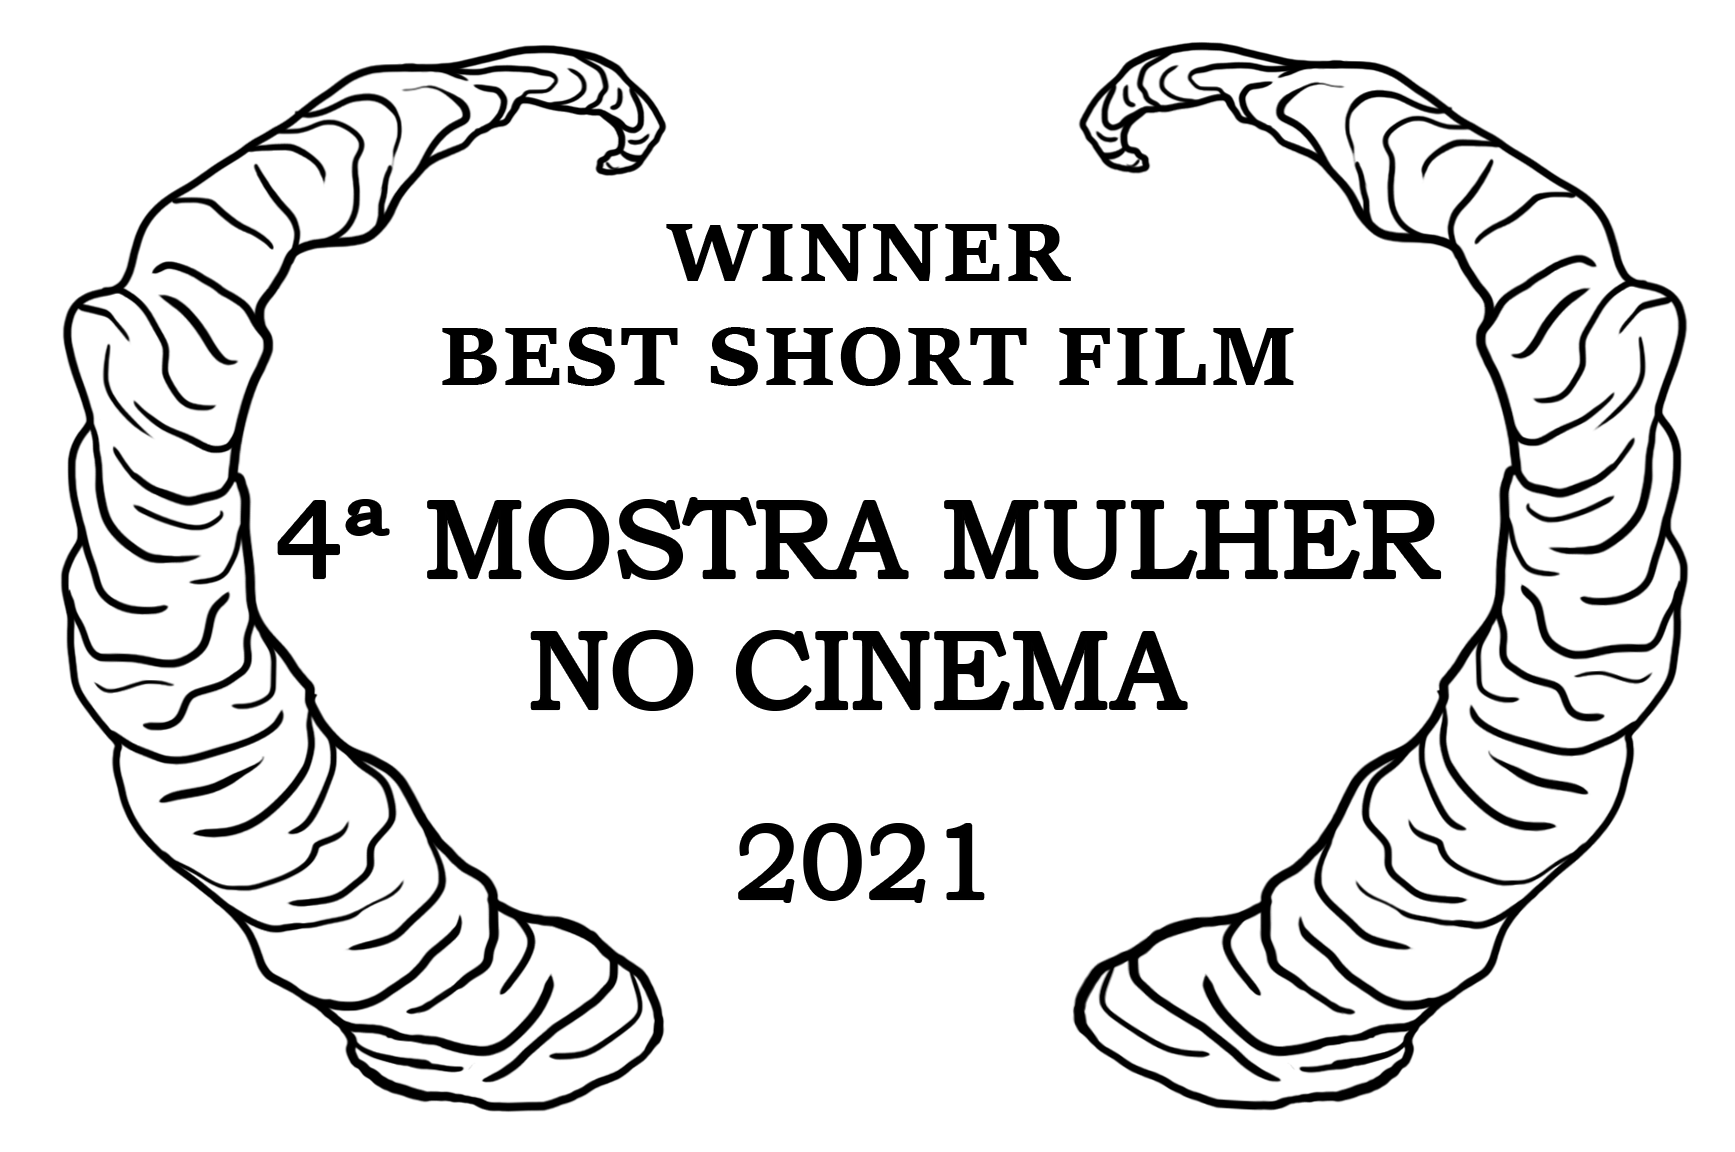 WINNER
BEST SHORT FILM
4ª MOSTRA MULHER
NO CINEMA
2021